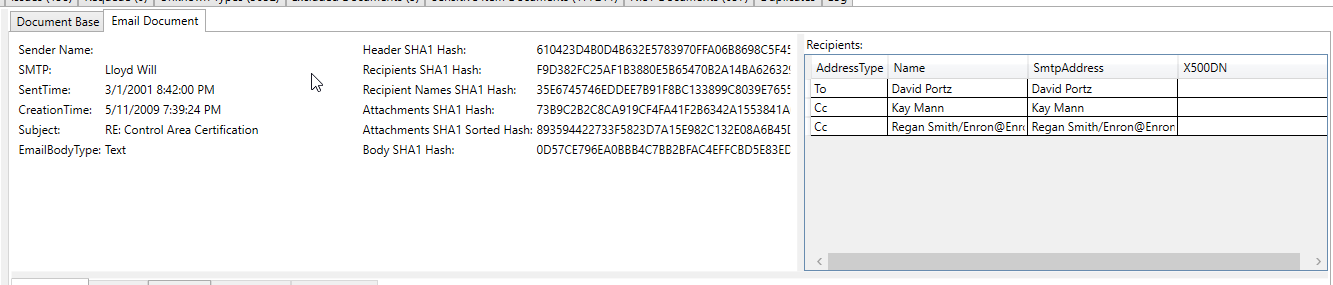 Document Base Email Document
Sender Name:
SMTP: Lloyd Will
SentTime: 3/1/2001 8:42:00 PM
CreationTime: 5/11/2009 7:39:24 PM
Subject: RE: Control Area Certification
EmailBodyType: Text
Header SHA1 Hash: 610423D4B0D4B632E5783970FFA06B8698C5F45
Recipients SHA1 Hash: F9D382FC25AF1B3880E5B65470B2A14BA626329
Recipient Names SHA1 Hash: 35E6745746EDDEE7B91F8BC133899C8039E7655
Attachments SHA1 Hash: 73B9C2B2C8CA919CF4FA41F2B6342A1553841A
Attachments SHA1 Sorted Hash: 893594422733F5823D7A15E982C132E08A6B45D
Body SHA1 Hash: 0D57CE796EA0BBB4C7BB2BFAC4EFFCBD5E83ED
Recipients:
AddressType Name SmtpAddress X500DN
To David Portz David Portz
Cc Kay Mann Kay Mann
Cc Regan Smith/Enron@Enro Regan Smith/Enron@Enron